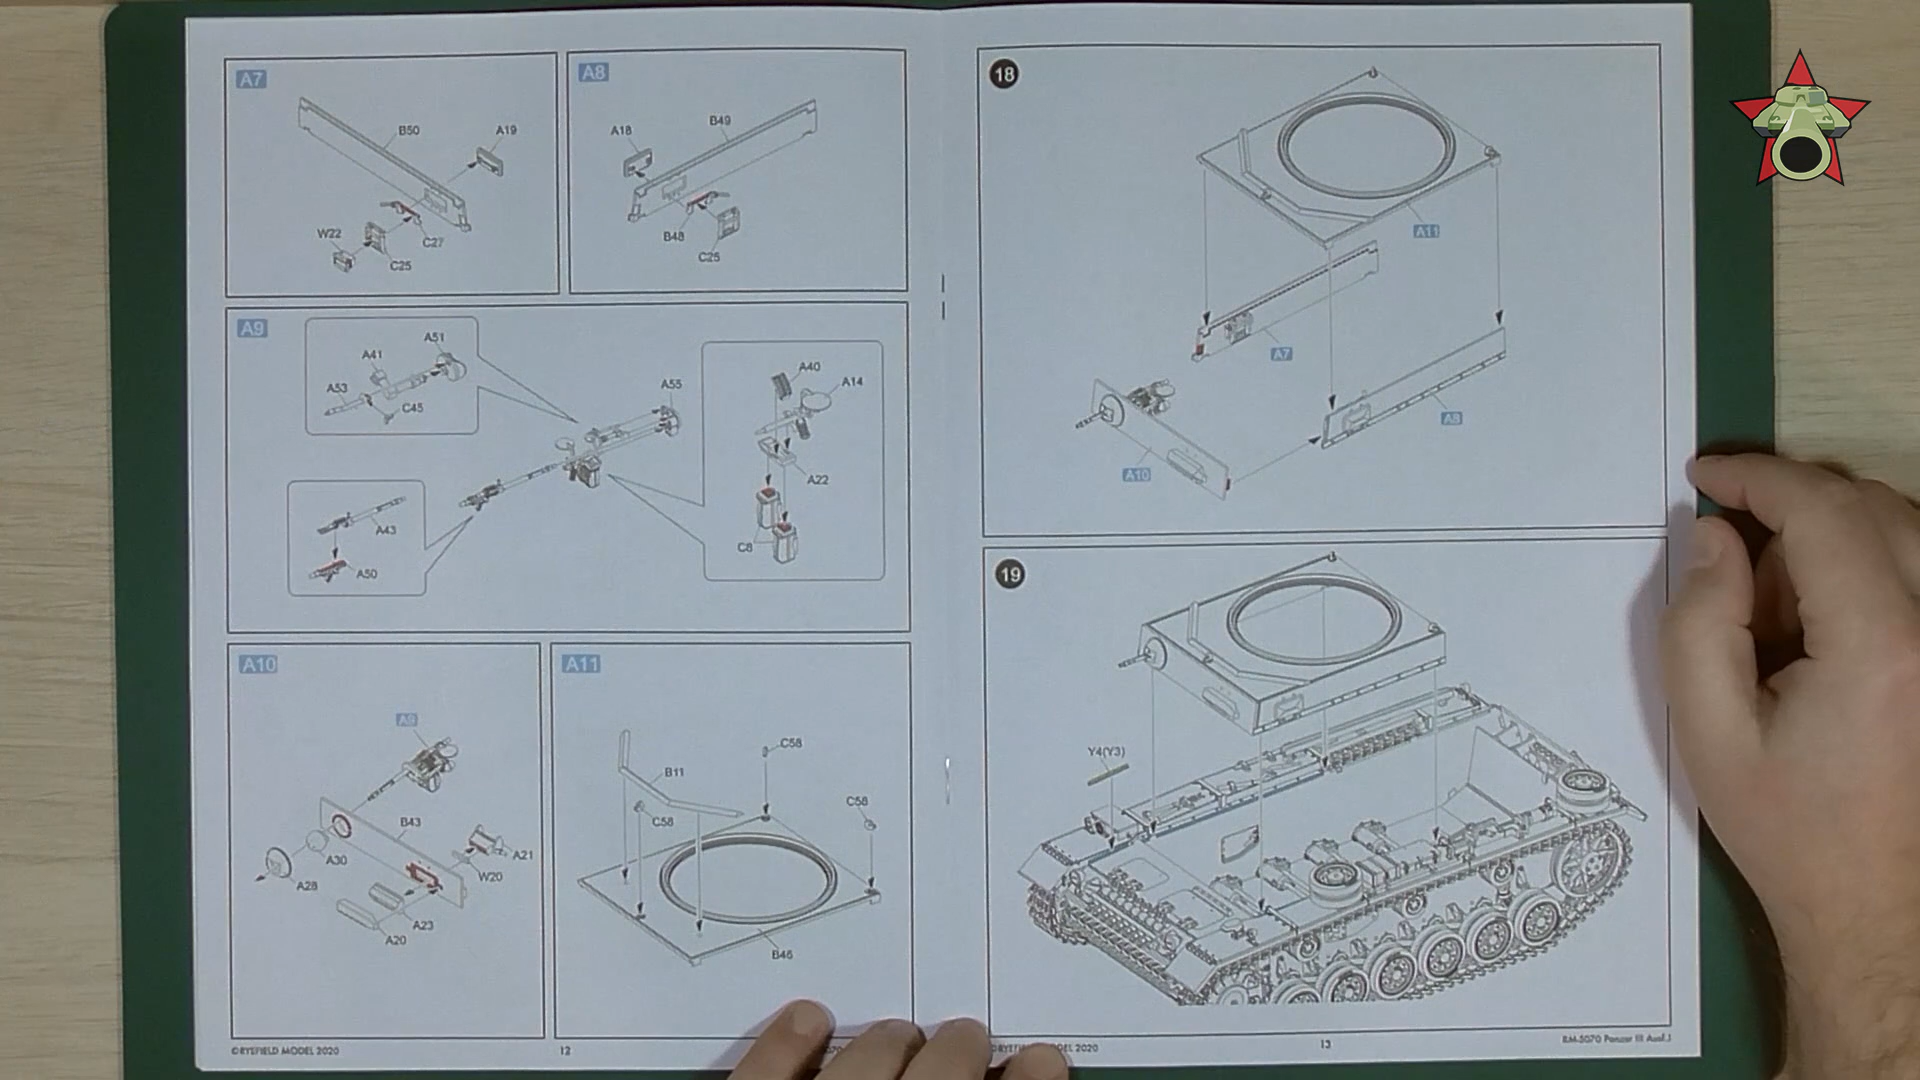 A7
B50
A19
W22
C25
C27
A8
A18
B49
B48
C25
A9
A51
A41
A53
C45
A55
A40
A14
A22
C8
A43
A50
A10
A9
B43
A30
A28
A21
W20
A23
A20
A11
C58
B11
C58
C58
©RYEFIELD MODEL 2020
12
18
A11
A7
A8
A10
19
Y4(Y3)
2020
13
RM-5070 Panzer III Ausf.J